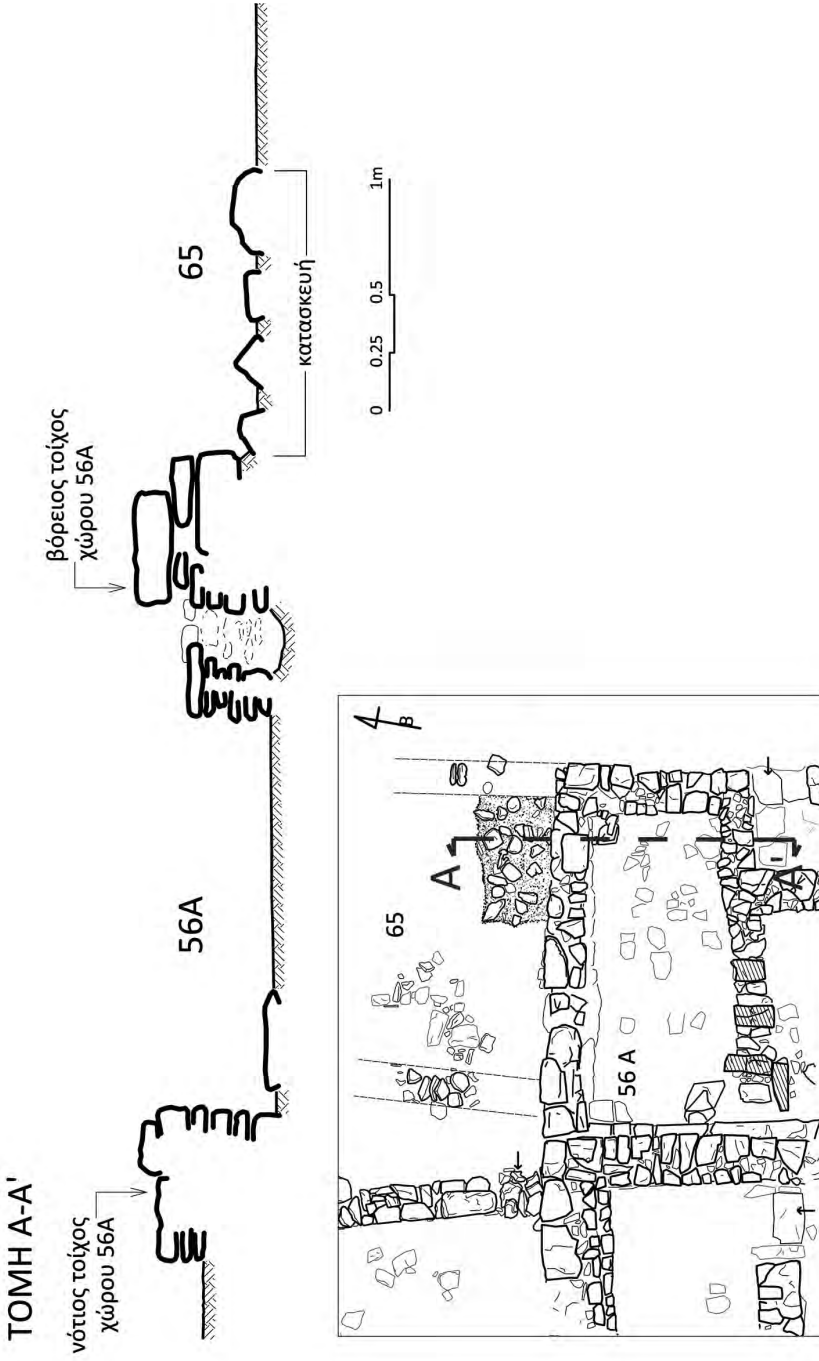 ΤΟΜΗ Α-Α'
νότιος τοίχος
χώρου 56Α
56Α
βόρειος τοίχος
χώρου 56Α
65
κατασκευή
0
0.25
0.5
1m
Β
65
Α
56 Α
Α'